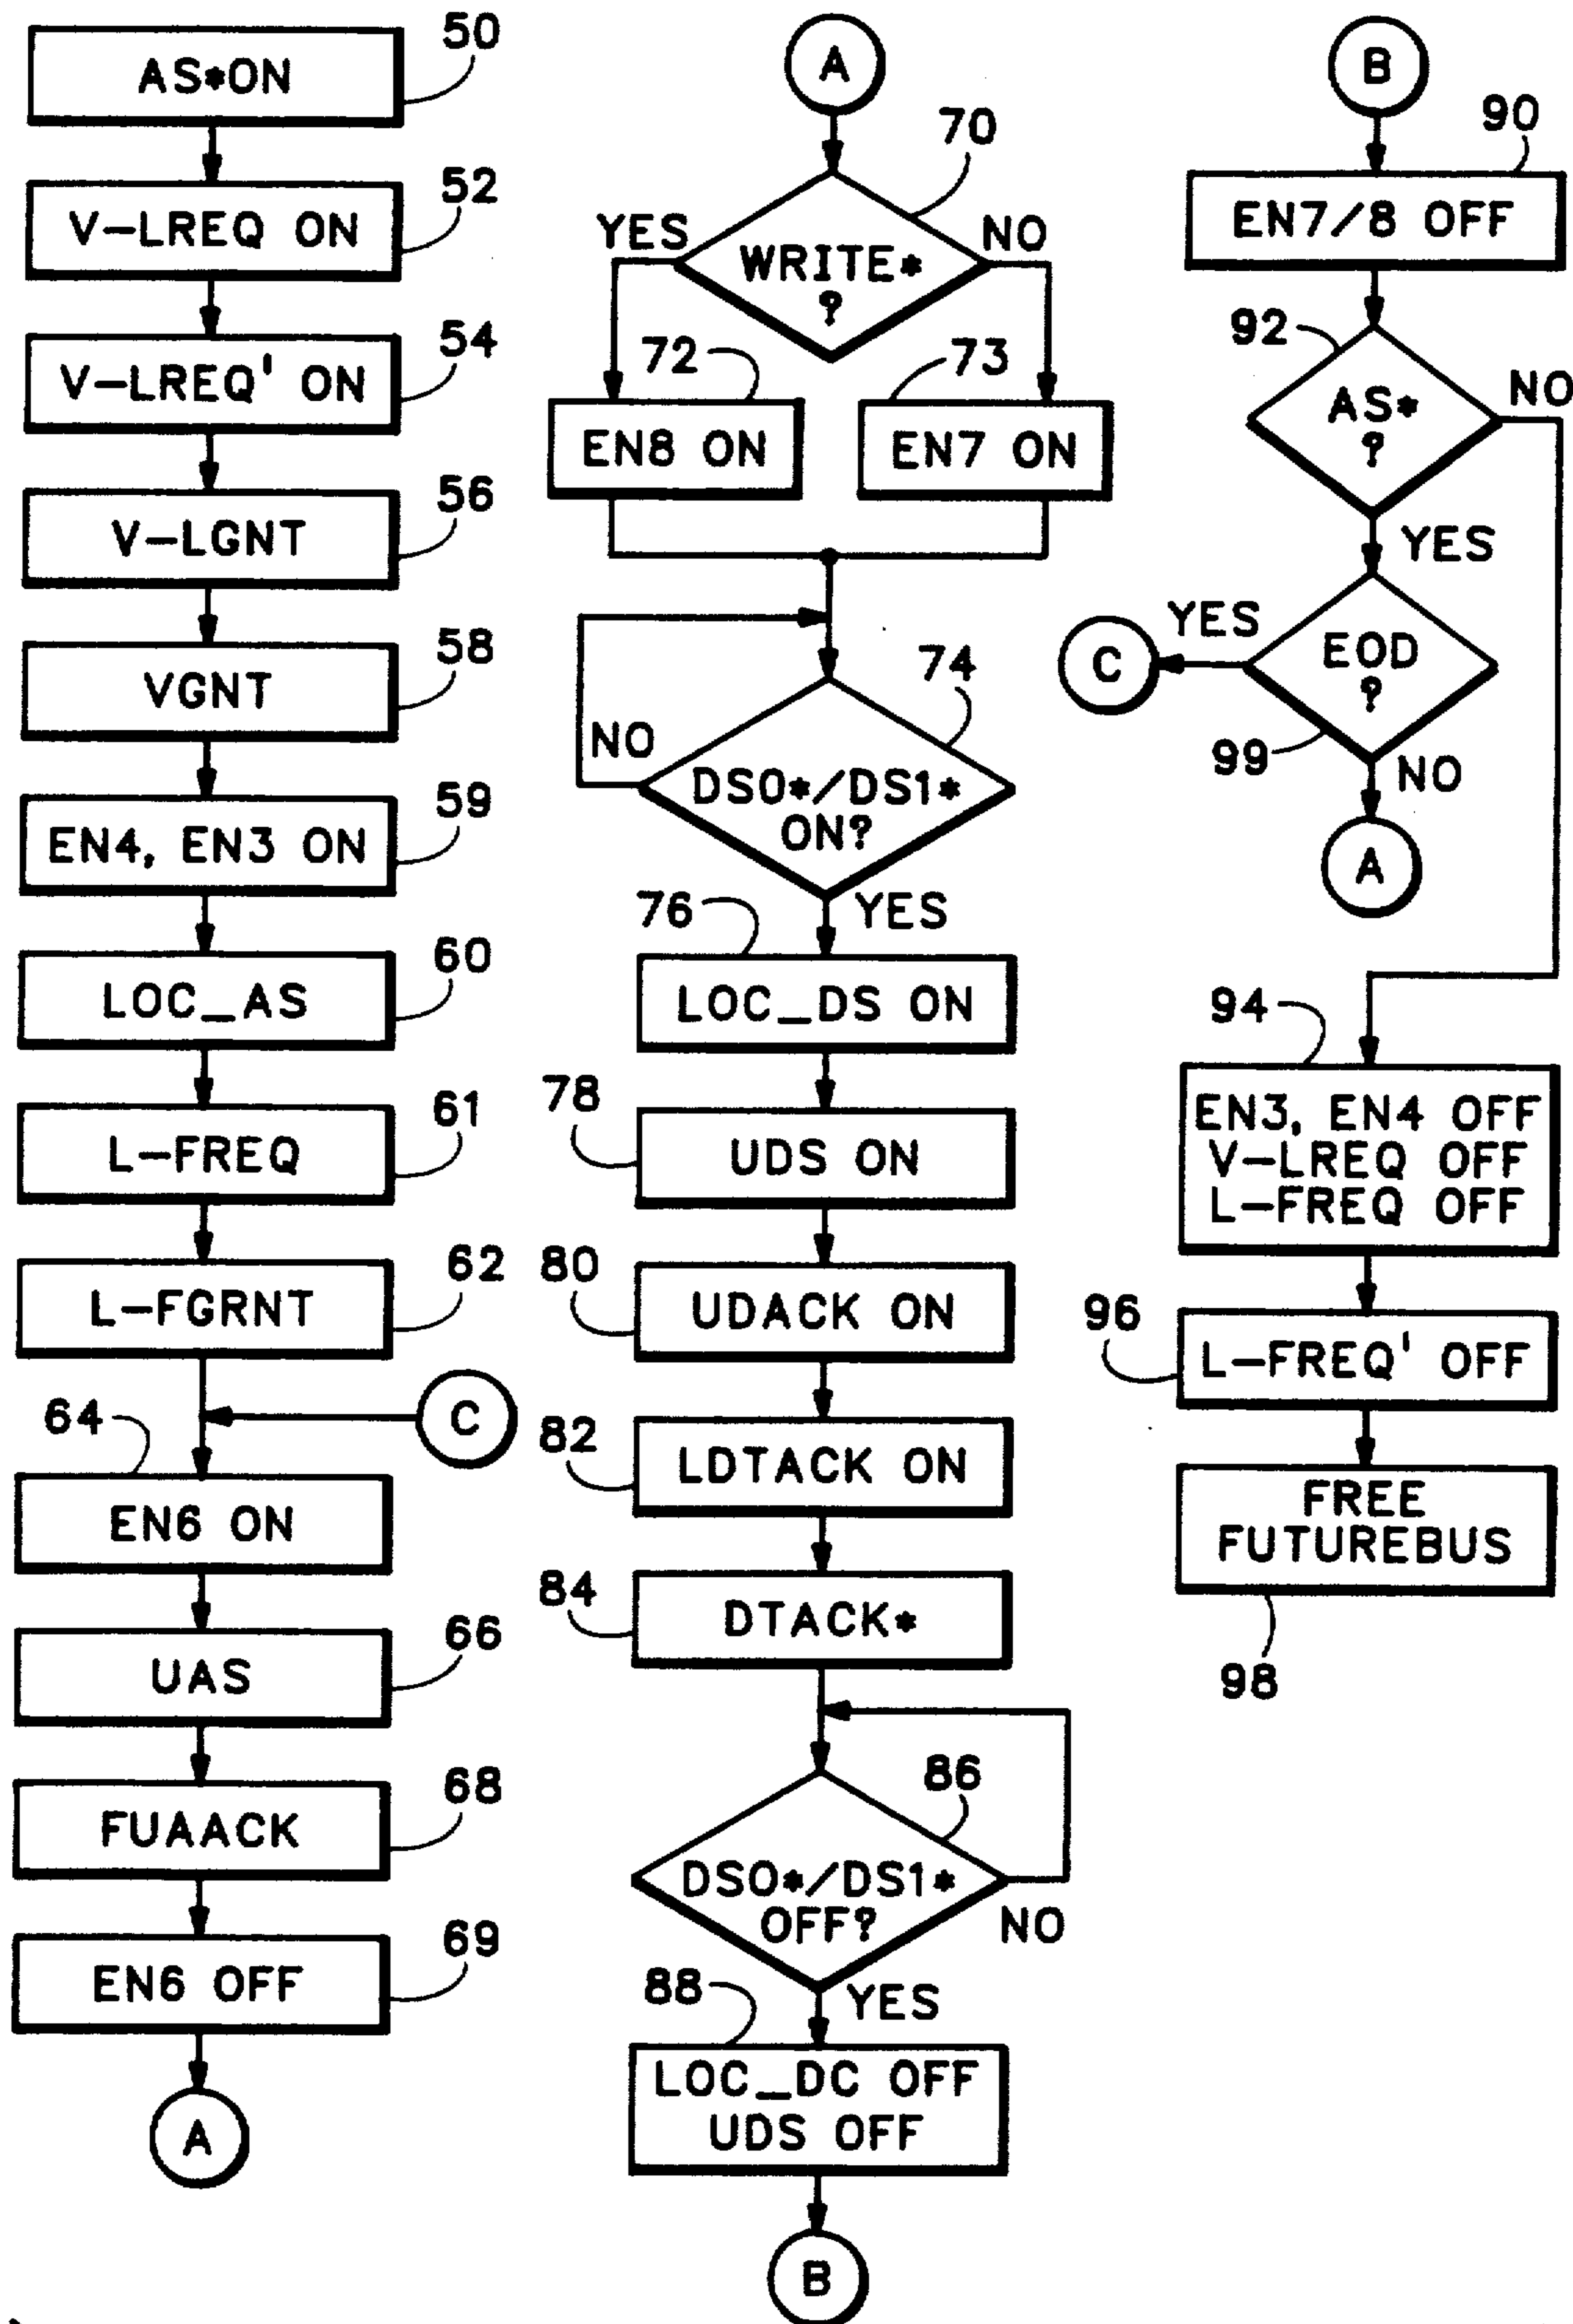 50
AS*ON
52
V-LREQ ON
54
V-LREQ' ON
56
V-LGNT
58
VGNT
59
EN4, EN3 ON
60
LOC_AS
61
L-FREQ
62
L-FGRNT
C
64
EN6 ON
66
UAS
68
FUAACK
69
EN6 OFF
A
A
70
YES
NO
WRITE*
?
72
73
EN8 ON
EN7 ON
74
NO
DS0*/DS1*
ON?
YES
76
LOC_DS ON
78
UDS ON
80
UDACK ON
82
LDTACK ON
84
DTACK*
86
DS0*/DS1*
OFF?
NO
YES
88
LOC_DC OFF
UDS OFF
B
B
90
EN7/8 OFF
92
NO
AS*
?
YES
YES
C
EOD
?
99
NO
A
94
EN3, EN4 OFF
V-LREQ OFF
L-FREQ OFF
96
L-FREQ' OFF
FREE
FUTUREBUS
98